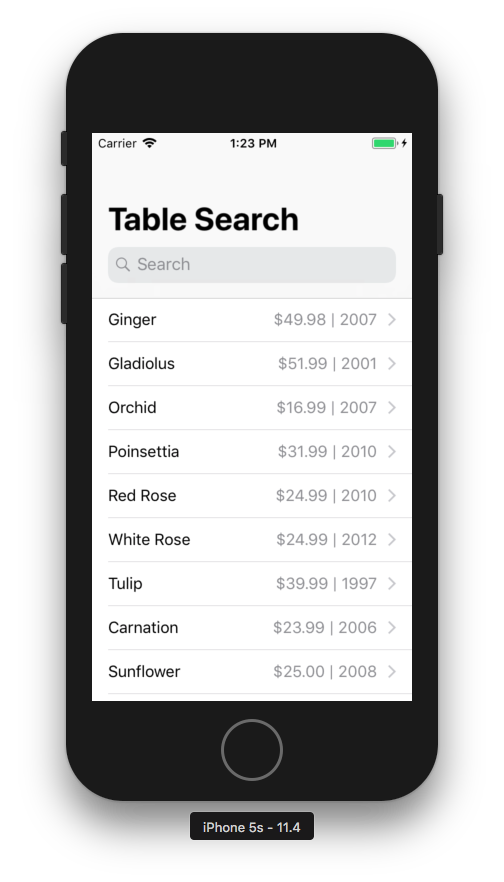 Carrier 1:23 PM
Table Search
Search
Ginger $49.98 | 2007
Gladiolus $51.99 | 2001
Orchid $16.99 | 2007
Poinsettia $31.99 | 2010
Red Rose $24.99 | 2010
White Rose $24.99 | 2012
Tulip $39.99 | 1997
Carnation $23.99 | 2006
Sunflower $25.00 | 2008
iPhone 5s - 11.4